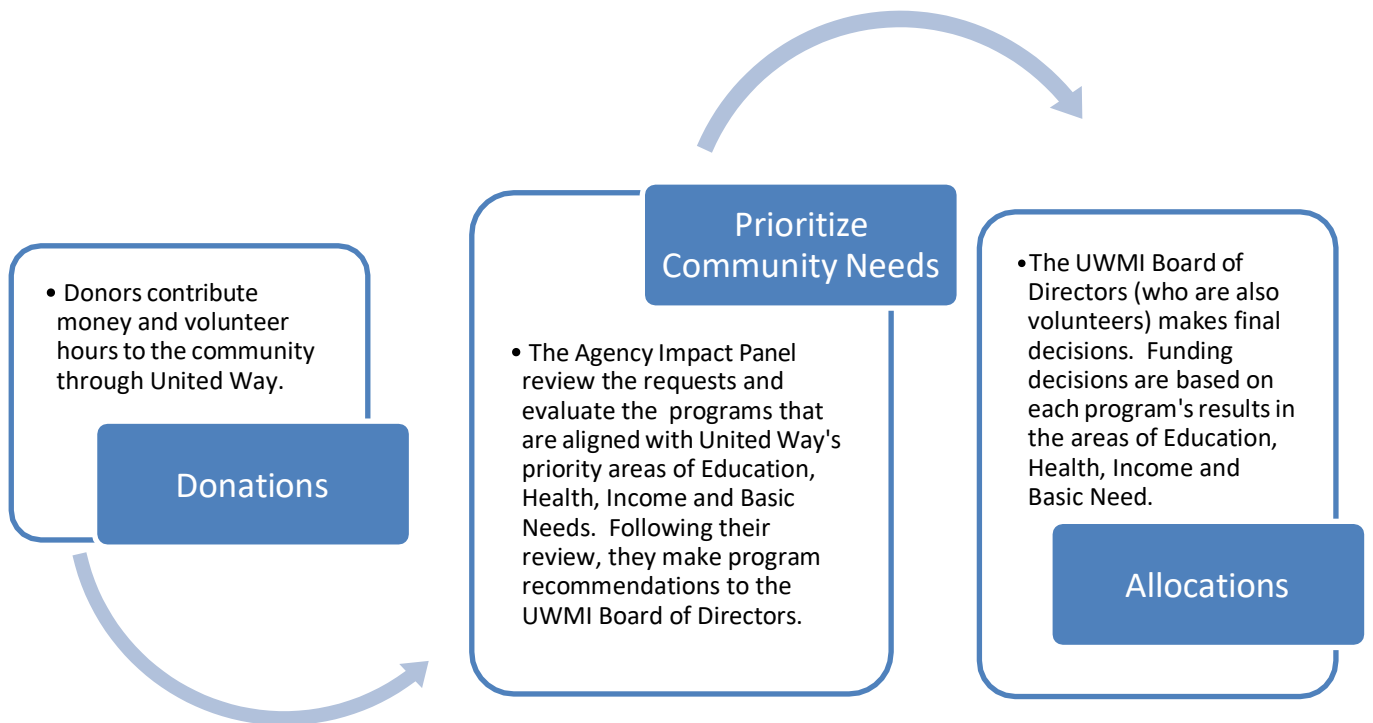 • Donors contribute
money and volunteer
hours to the community
through United Way.
Donations
Prioritize
Community Needs
• The Agency Impact Panel
review the requests and
evaluate the  programs that
are aligned with United Way's
priority areas of Education,
Health, Income and Basic
Needs.  Following their
review, they make program
recommendations to the
UWMI Board of Directors.
•The UWMI Board of
Directors (who are also
volunteers) makes final
decisions.  Funding
decisions are based on
each program's results in
the areas of Education,
Health, Income and
Basic Need.
Allocations